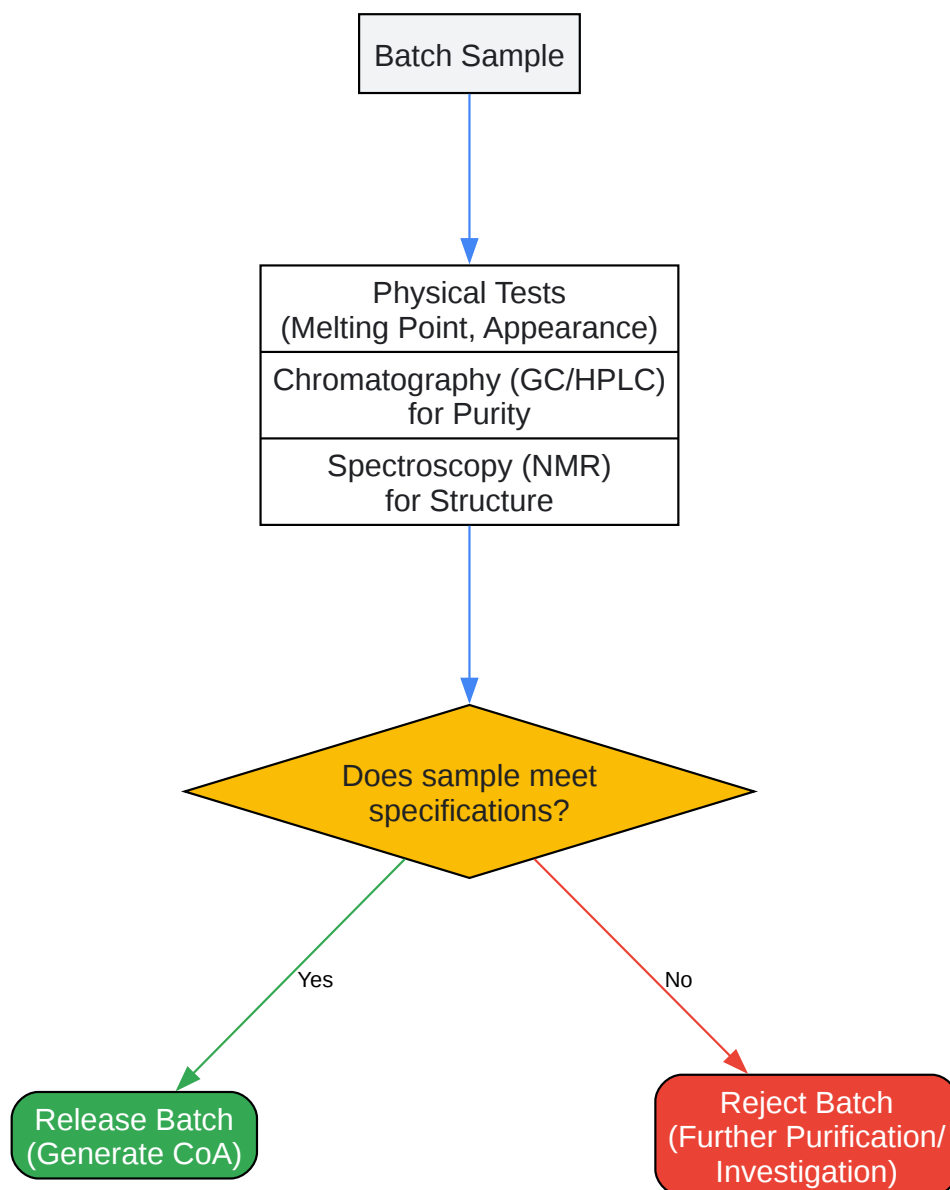 Batch Sample
Physical Tests
(Melting Point, Appearance)
Chromatography (GC/HPLC)
for Purity
Spectroscopy (NMR)
for Structure
Does sample meet
specifications?
Yes
No
Release Batch
(Generate CoA)
Reject Batch
(Further Purification/
Investigation)